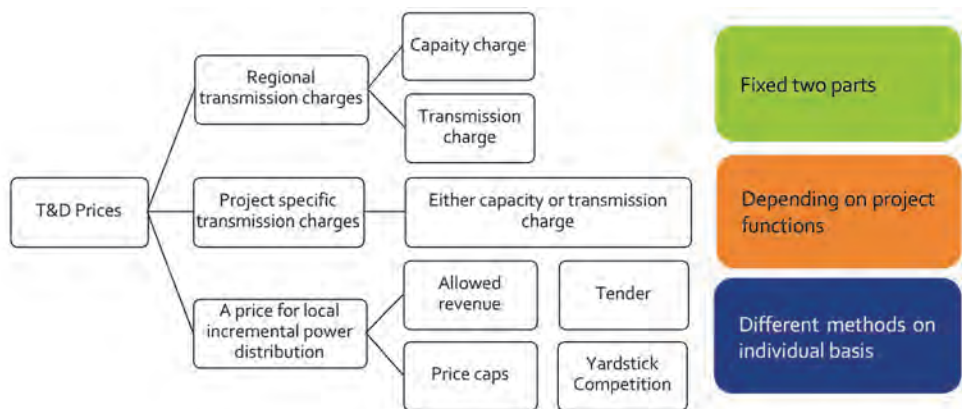 T&D Prices
Regional
transmission charges
Capaity charge
Transmission
charge
Fixed two parts
Project specific
transmission charges
Either capacity or transmission
charge
Depending on project
functions
A price for local
incremental power
distribution
Allowed
revenue
Tender
Price caps
Yardstick
Competition
Different methods on
individual basis